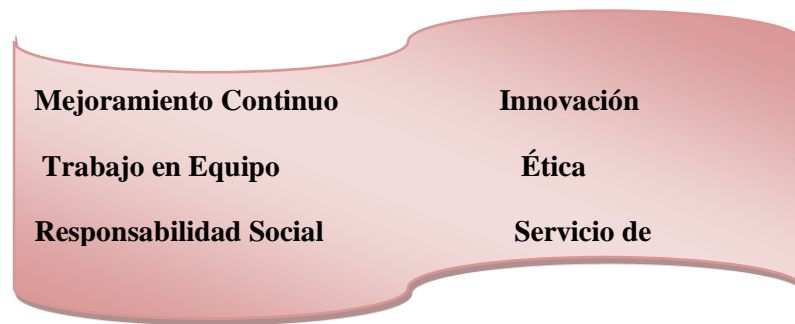 Mejoramiento Continuo Innovación
Trabajo en Equipo Ética
Responsabilidad Social Servicio de